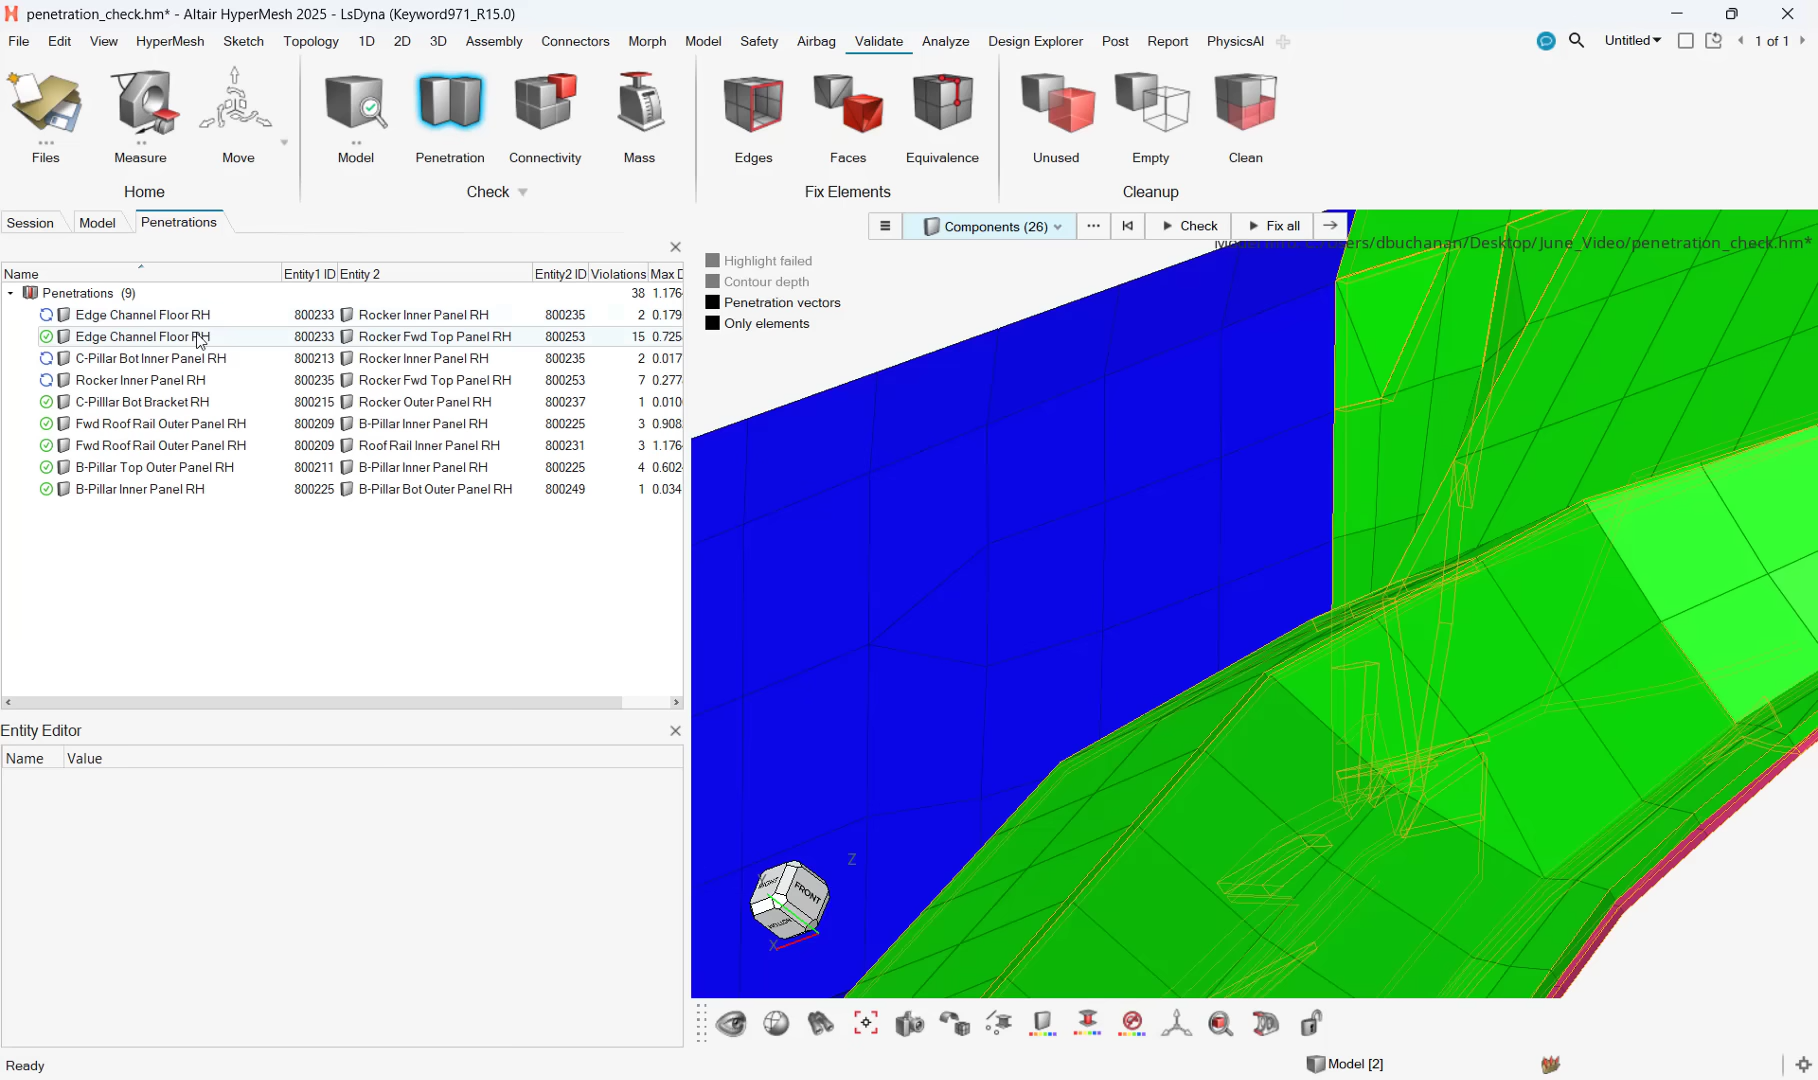 penetration_check.hm* - Altair HyperMesh 2025 - LsDyna (Keyword971_R15.0)
File Edit View HyperMesh Sketch Topology 1D 2D 3D Assembly Connectors Morph Model Safety Airbag Validate Analyze Design Explorer Post Report PhysicsAI Untitled 1 of 1
Files Measure Move Model Penetration Connectivity Mass Edges Faces Equivalence Unused Empty Clean
Home Check Fix Elements Cleanup
Session Model Penetrations
Components (26) Check Fix all
/Desktop/June_Video/penetration_check.hm*
Highlight failed
Contour depth
Penetration vectors
Only elements
Name Entity1 ID Entity 2 Entity2 ID Violations Max D
Penetrations (9) 38 1.176
Edge Channel Floor RH 800233 Rocker Inner Panel RH 800235 2 0.179
Edge Channel Floor RH 800233 Rocker Fwd Top Panel RH 800253 15 0.725
C-Pillar Bot Inner Panel RH 800213 Rocker Inner Panel RH 800235 2 0.017
Rocker Inner Panel RH 800235 Rocker Fwd Top Panel RH 800253 7 0.277
C-Pilllar Bot Bracket RH 800215 Rocker Outer Panel RH 800237 1 0.010
Fwd Roof Rail Outer Panel RH 800209 B-Pillar Inner Panel RH 800225 3 0.908
Fwd Roof Rail Outer Panel RH 800209 Roof Rail Inner Panel RH 800231 3 1.176
B-Pillar Top Outer Panel RH 800211 B-Pillar Inner Panel RH 800225 4 0.602
B-Pillar Inner Panel RH 800225 B-Pillar Bot Outer Panel RH 800249 1 0.034
Entity Editor
Name Value
Z
FRONT
X
Ready
Model [2]